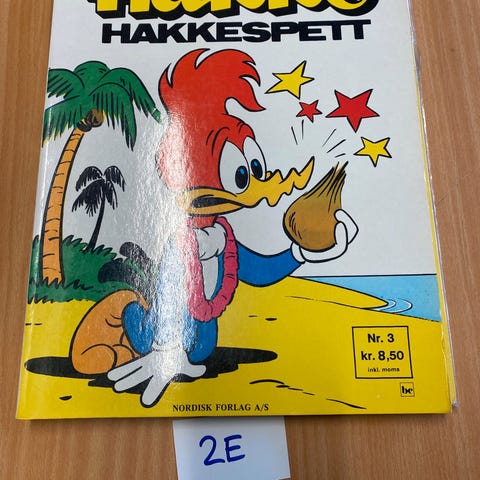 HAKKESPETT
Nr. 3
kr. 8,50
inkl. moms
be
NORDISK FORLAG A/S
2E